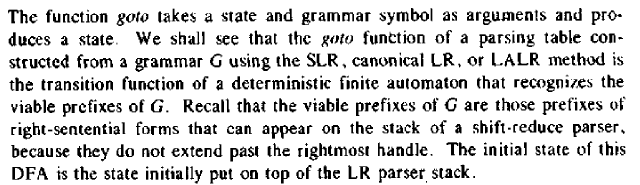 The function goto takes a state and grammar symbol as arguments and pro-
duces a state. We shall see that the goto function of a parsing table con-
structed from a grammar G using the SLR, canonical LR, or LALR method is
the transition function of a deterministic finite automaton that recognizes the
viable prefixes of G. Recall that the viable prefixes of G are those prefixes of
right-sentential forms that can appear on the stack of a shift-reduce parser,
because they do not extend past the rightmost handle. The initial state of this
DFA is the state initially put on top of the LR parser stack.